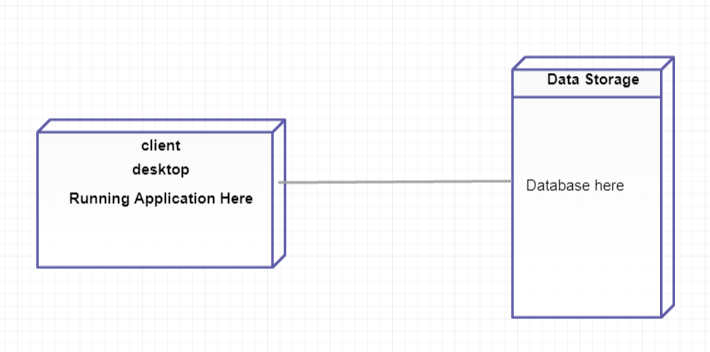 client
desktop
Running Application Here
Data Storage
Database here